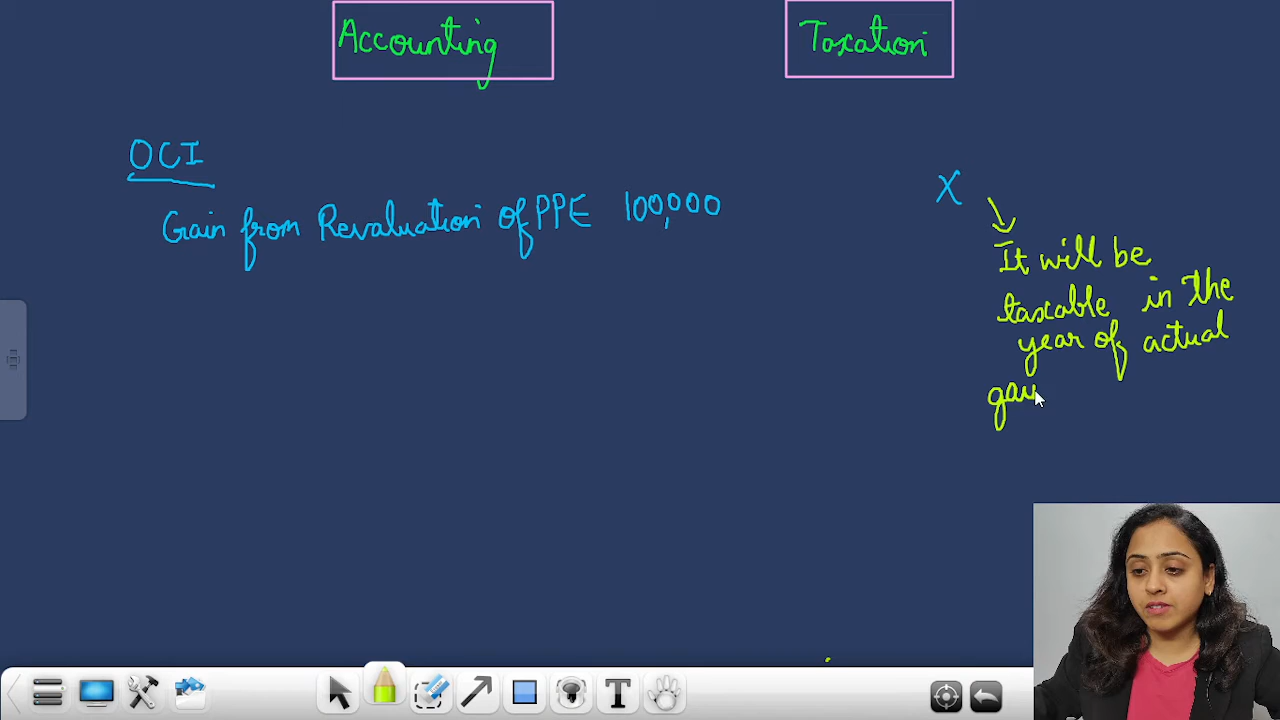 Accounting
Taxation
OCI
X
Gain from Revaluation of PPE 100,000
It will be
taxable in the
year of actual
gai
T